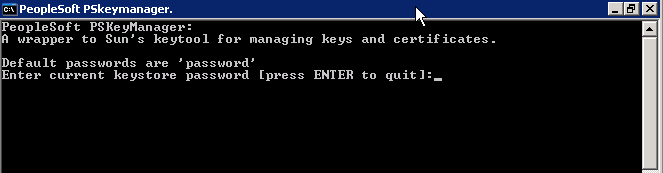 PeopleSoft PSkeymanager.
PeopleSoft PSKeyManager:
A wrapper to Sun's keytool for managing keys and certificates.
Default passwords are 'password'
Enter current keystore password [press ENTER to quit]:_